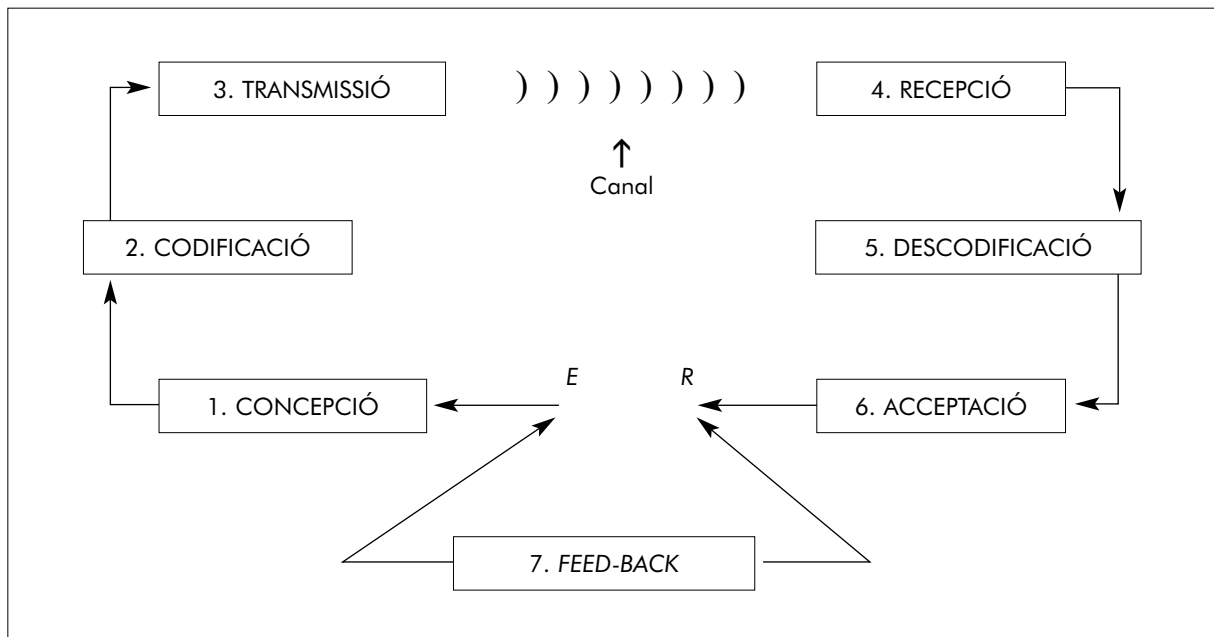 3. TRANSMISSIÓ
) ) ) ) ) ) ) )
4. RECEPCIÓ
Canal
2. CODIFICACIÓ
5. DESCODIFICACIÓ
E
R
1. CONCEPCIÓ
6. ACCEPTACIÓ
7. FEED-BACK